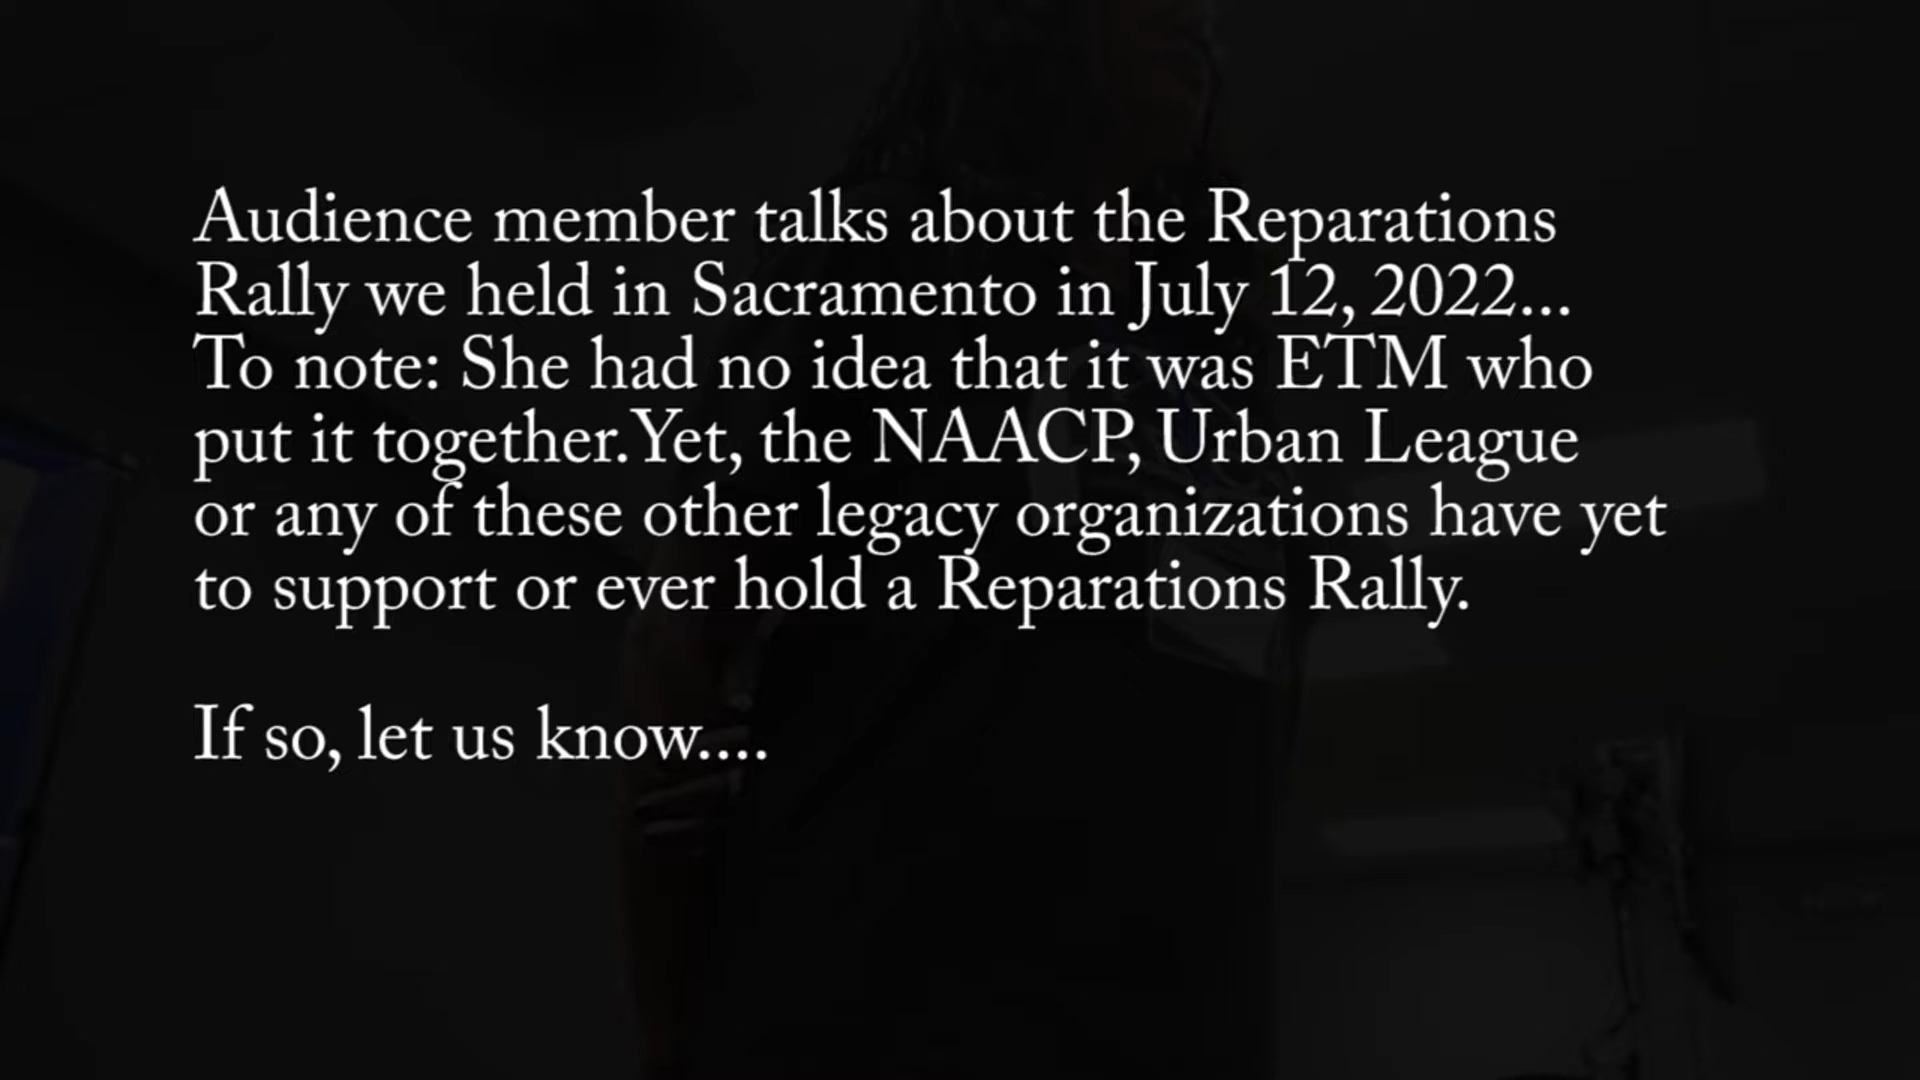 Audience member talks about the Reparations
Rally we held in Sacramento in July 12, 2022...
To note: She had no idea that it was ETM who
put it together. Yet, the NAACP, Urban League
or any of these other legacy organizations have yet
to support or ever hold a Reparations Rally.
If so, let us know....